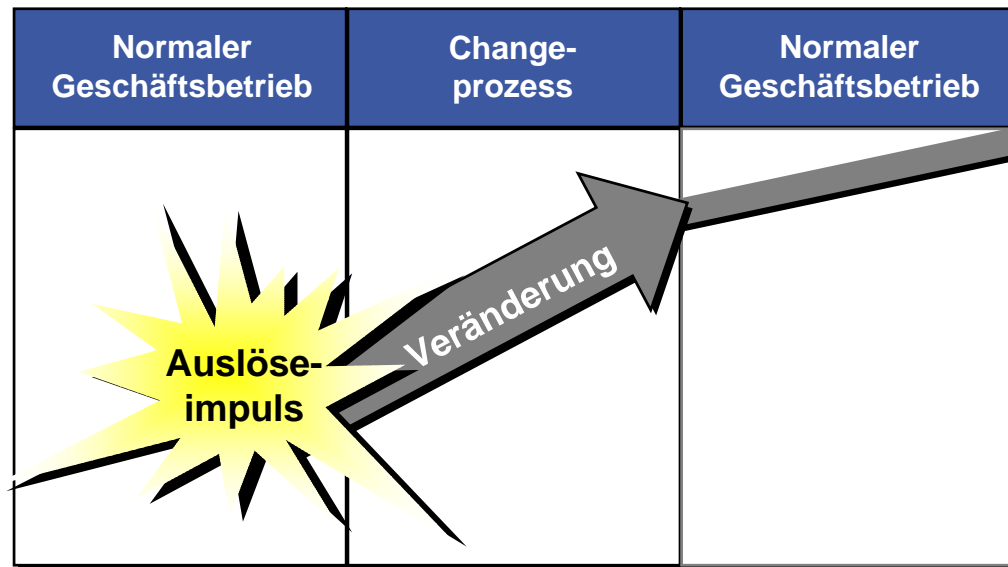 Normaler
Geschäftsbetrieb
Change-
prozess
Normaler
Geschäftsbetrieb
Veränderung
Auslöse-
impuls